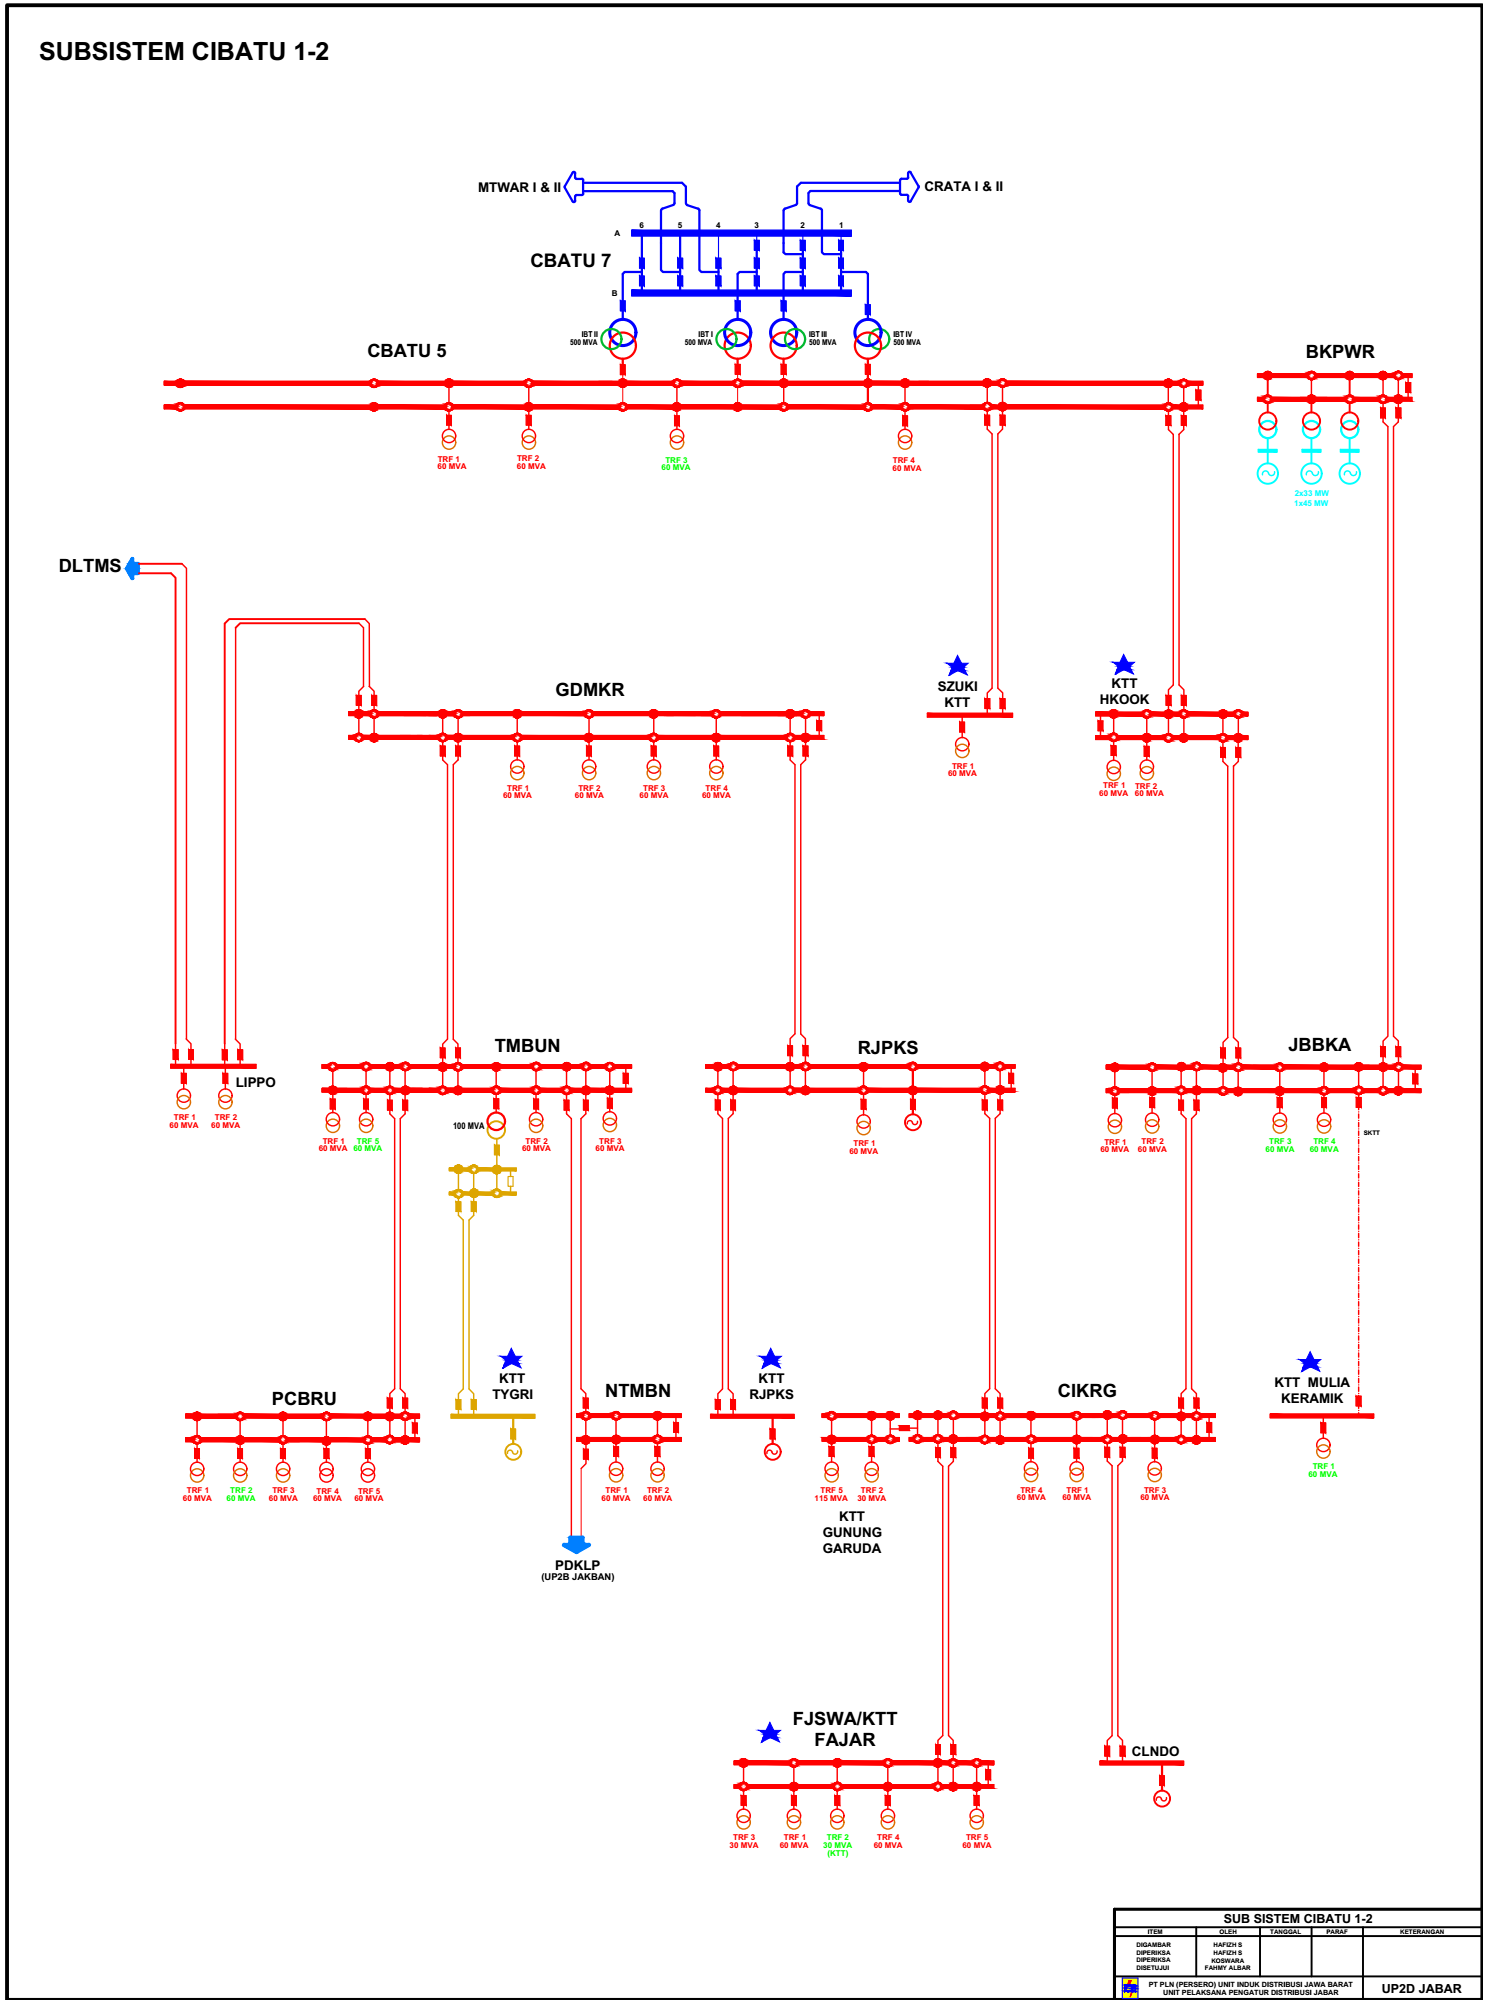 SUBSISTEM CIBATU 1-2
MTWAR I & II
CRATA I & II
A
6
5
4
3
2
1
CBATU 7
B
IBT II
500 MVA
IBT I
500 MVA
IBT III
500 MVA
IBT IV
500 MVA
CBATU 5
BKPWR
TRF 1
60 MVA
TRF 2
60 MVA
TRF 3
60 MVA
TRF 4
60 MVA
2x33 MW
1x45 MW
DLTMS
GDMKR
SZUKI
KTT
KTT
HKOOK
TRF 1
60 MVA
TRF 2
60 MVA
TRF 3
60 MVA
TRF 4
60 MVA
TRF 1
60 MVA
TRF 1
60 MVA
TRF 2
60 MVA
TMBUN
RJPKS
JBBKA
LIPPO
TRF 1
60 MVA
TRF 2
60 MVA
TRF 1
60 MVA
TRF 5
60 MVA
100 MVA
TRF 2
60 MVA
TRF 3
60 MVA
TRF 1
60 MVA
TRF 1
60 MVA
TRF 2
60 MVA
TRF 3
60 MVA
TRF 4
60 MVA
SKTT
PCBRU
KTT
TYGRI
NTMBN
KTT
RJPKS
CIKRG
KTT MULIA
KERAMIK
TRF 1
60 MVA
TRF 2
60 MVA
TRF 3
60 MVA
TRF 4
60 MVA
TRF 5
60 MVA
TRF 1
60 MVA
TRF 2
60 MVA
TRF 5
115 MVA
TRF 2
30 MVA
TRF 4
60 MVA
TRF 1
60 MVA
TRF 3
60 MVA
TRF 1
60 MVA
KTT
GUNUNG
GARUDA
PDKLP
(UP2B JAKBAN)
FJSWA/KTT
FAJAR
CLNDO
TRF 3
30 MVA
TRF 1
60 MVA
TRF 2
30 MVA
(KTT)
TRF 4
60 MVA
TRF 5
60 MVA
SUB SISTEM CIBATU 1-2
ITEM OLEH TANGGAL PARAF KETERANGAN
DIGAMBAR HAFIZH S
DIPERIKSA HAFIZH S
DIPERIKSA KOSWARA
DISETUJUI FAHMY ALBAR
PT PLN (PERSERO) UNIT INDUK DISTRIBUSI JAWA BARAT
UNIT PELAKSANA PENGATUR DISTRIBUSI JABAR
UP2D JABAR